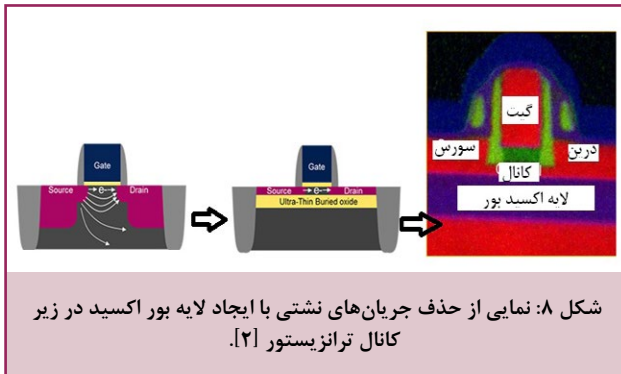 Gate
Source
e-
Drain
Gate
Source
e-
Drain
Ultra-Thin Buried oxide
گیت
سورس
درین
کانال
لایه اکسید بور
شکل ۸: نمایی از حذف جریان‌های نشتی با ایجاد لایه بور اکسید در زیر
کانال ترانزیستور [۲].